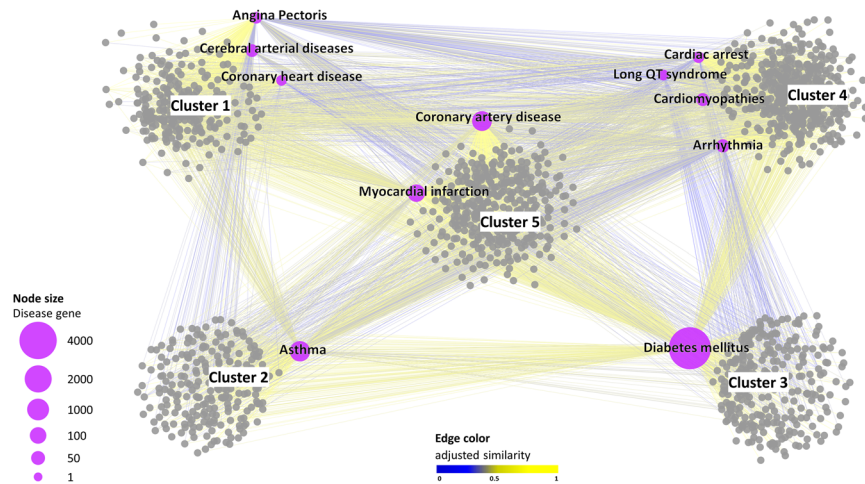 Angina Pectoris
Cerebral arterial diseases
Coronary heart disease
Cluster 1
Cardiac arrest
Long QT syndrome
Cardiomyopathies
Cluster 4
Coronary artery disease
Arrhythmia
Myocardial infarction
Cluster 5
Node size
Disease gene
4000
2000
1000
100
50
1
Asthma
Cluster 2
Diabetes mellitus
Cluster 3
Edge color
adjusted similarity
0 0.5 1